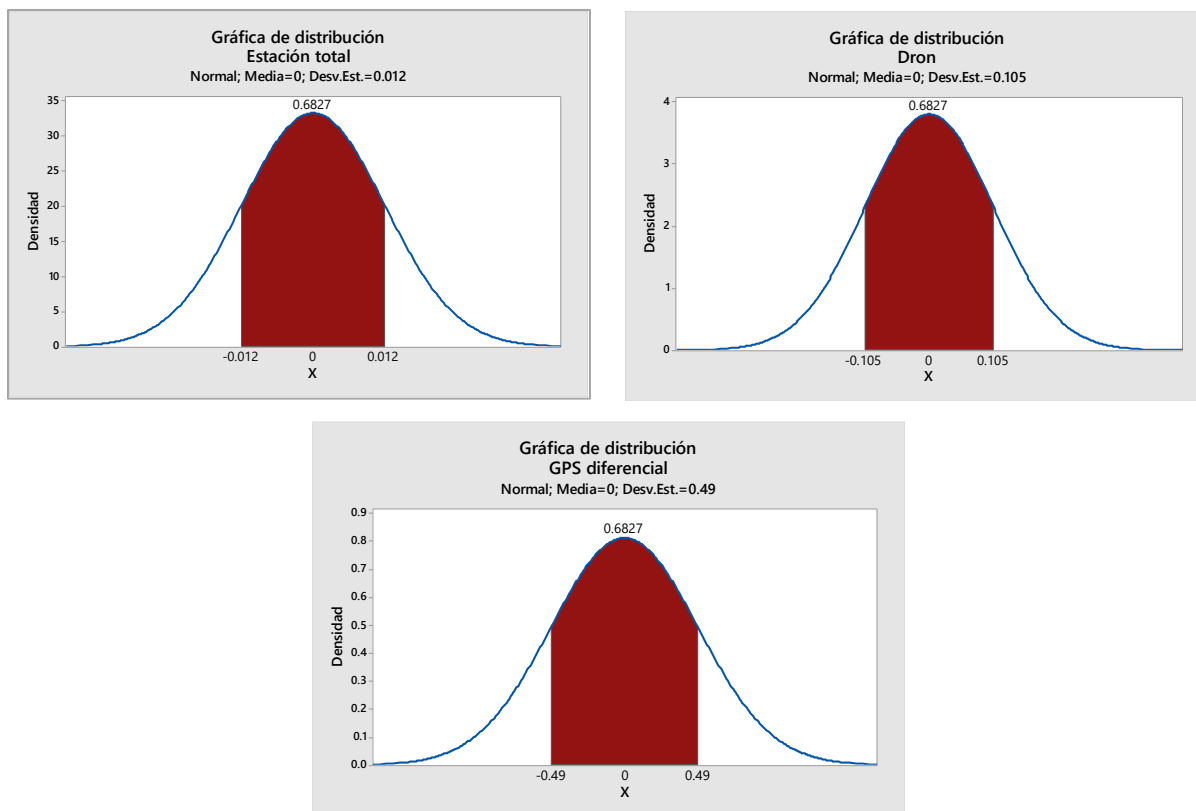 Gráfica de distribución
Estación total
Normal; Media=0; Desv.Est.=0.012
0.6827
35
30
25
20
15
10
5
0
Densidad
-0.012 0 0.012
X
Gráfica de distribución
Dron
Normal; Media=0; Desv.Est.=0.105
0.6827
4
3
2
1
0
Densidad
-0.105 0 0.105
X
Gráfica de distribución
GPS diferencial
Normal; Media=0; Desv.Est.=0.49
0.6827
0.9
0.8
0.7
0.6
0.5
0.4
0.3
0.2
0.1
0.0
Densidad
-0.49 0 0.49
X